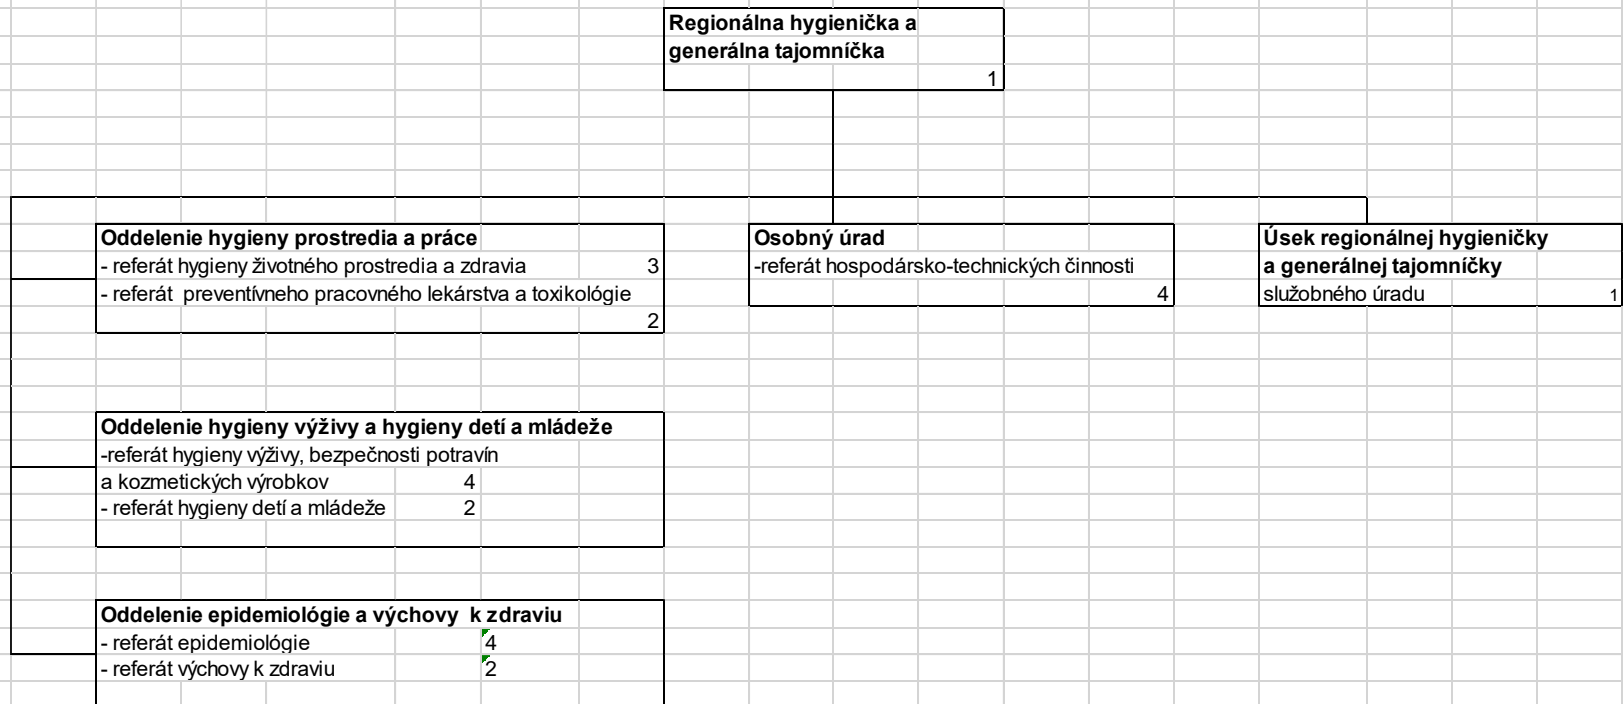 Regionálna hygienička a
generálna tajomníčka
1
Oddelenie hygieny prostredia a práce
- referát hygieny životného prostredia a zdravia 3
- referát  preventívneho pracovného lekárstva a toxikológie
2
Osobný úrad
-referát hospodársko-technických činnosti
4
Úsek regionálnej hygieničky
a generálnej tajomníčky
služobného úradu 1
Oddelenie hygieny výživy a hygieny detí a mládeže
-referát hygieny výživy, bezpečnosti potravín
a kozmetických výrobkov 4
- referát hygieny detí a mládeže 2
Oddelenie epidemiológie a výchovy  k zdraviu
- referát epidemiológie 4
- referát výchovy k zdraviu 2